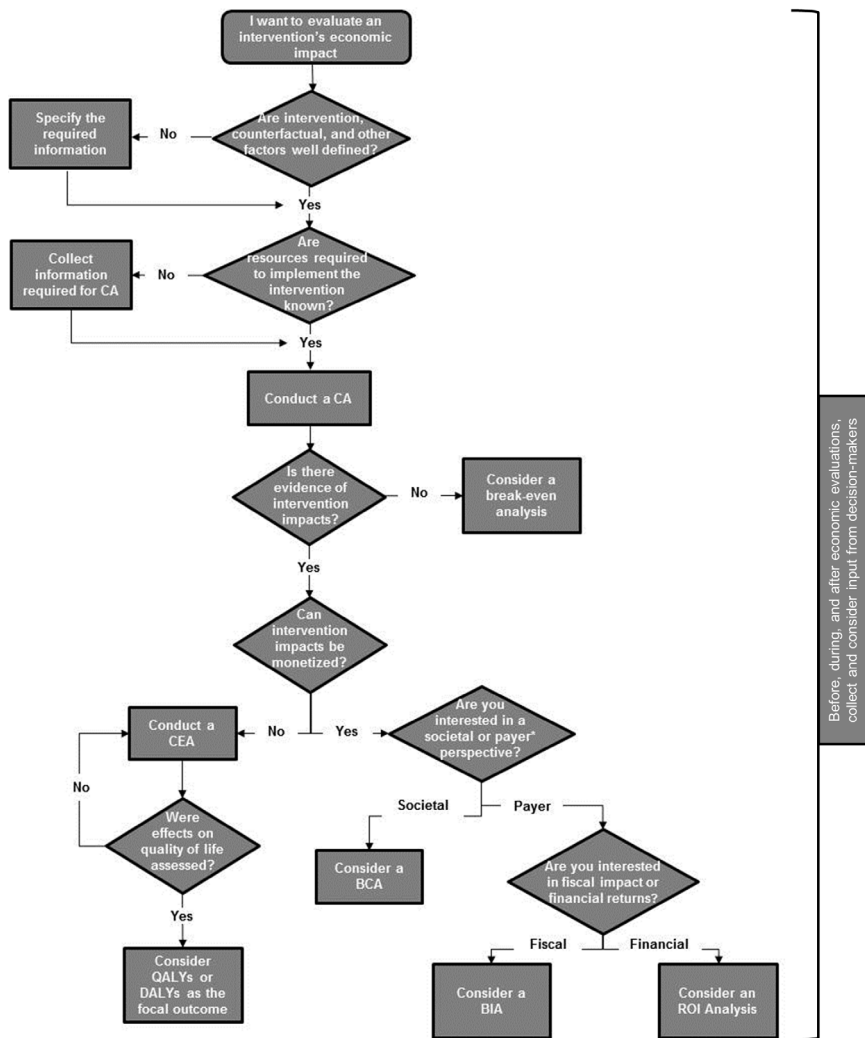 I want to evaluate an
intervention's economic
impact
Are intervention,
counterfactual, and other
factors well defined?
No
Specify the
required
information
Yes
Are
resources required
to implement the
intervention
known?
No
Collect
information
required for CA
Yes
Conduct a CA
Is there
evidence of
intervention
impacts?
No
Consider a
break-even
analysis
Yes
Can
intervention
impacts be
monetized?
No
Yes
Conduct a
CEA
No
Were
effects on
quality of life
assessed?
Yes
Consider
QALYs or
DALYs as the
focal outcome
Are you
interested in a
societal or payerª
perspective?
Societal
Payer
Consider a
BCA
Are you interested
in fiscal impact or
financial returns?
Fiscal
Financial
Consider a
BIA
Consider an
ROI Analysis
Before, during, and after economic evaluations,
collect and consider input from decision-makers